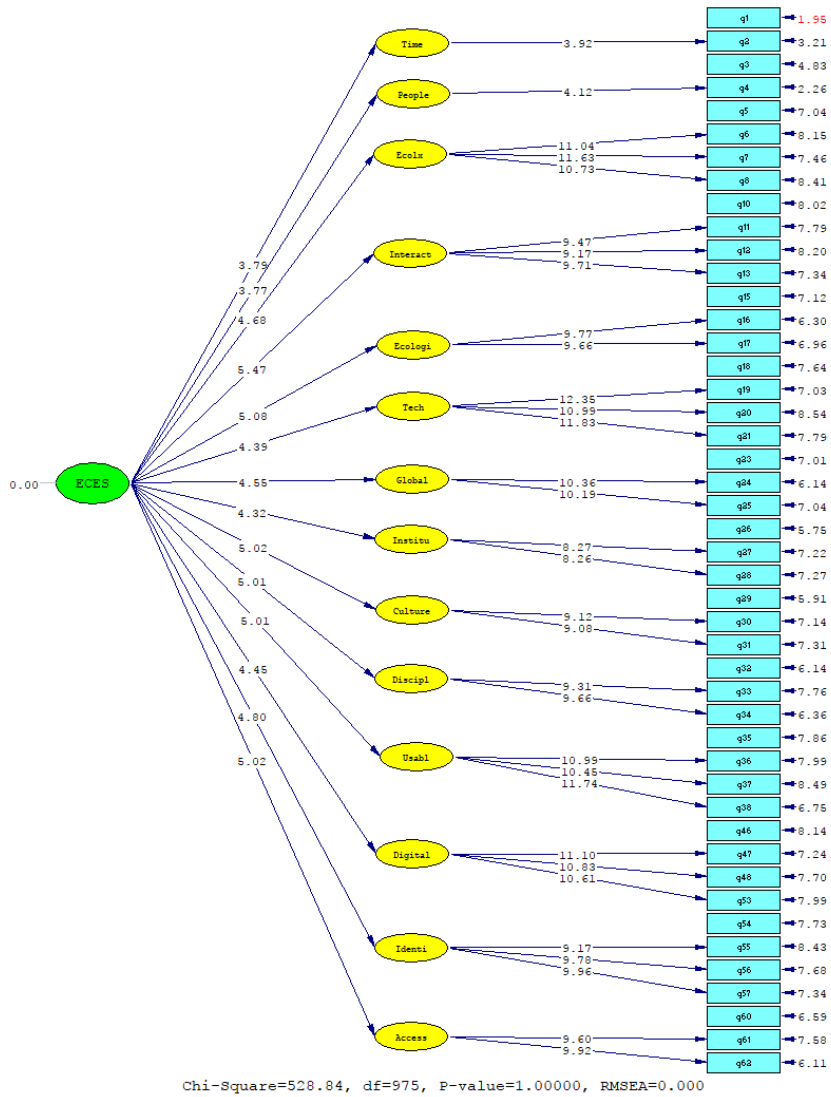 q1 1.95
Time 3.92 q2 3.21
q3 4.83
People 4.12 q4 2.26
q5 7.04
11.04 q6 8.15
Ecolx 11.63 q7 7.46
10.73 q8 8.41
q10 8.02
9.47 q11 7.79
Interact 9.17 q12 8.20
3.79 9.71 q13 7.34
3.77 q15 7.12
4.68 9.77 q16 6.30
Ecologi 9.66 q17 6.96
5.47 q18 7.64
12.35 q19 7.03
5.08 Tech 10.99 q20 8.54
4.39 11.83 q21 7.79
q23 7.01
0.00 ECES 4.55 Global 10.36 q24 6.14
10.19 q25 7.04
4.32 q26 5.75
Institu 8.27 q27 7.22
5.02 8.26 q28 7.27
5.01 q29 5.91
5.01 Culture 9.12 q30 7.14
9.08 q31 7.31
4.45 q32 6.14
Discipl 9.31 q33 7.76
4.80 9.66 q34 6.36
q35 7.86
5.02 Usabl 10.99 q36 7.99
10.45 q37 8.49
11.74 q38 6.75
q46 8.14
Digital 11.10 q47 7.24
10.83 q48 7.70
10.61 q53 7.99
q54 7.73
Identi 9.17 q55 8.43
9.78 q56 7.68
9.96 q57 7.34
q60 6.59
Access 9.60 q61 7.58
9.92 q62 6.11
Chi-Square=528.84, df=975, P-value=1.00000, RMSEA=0.000